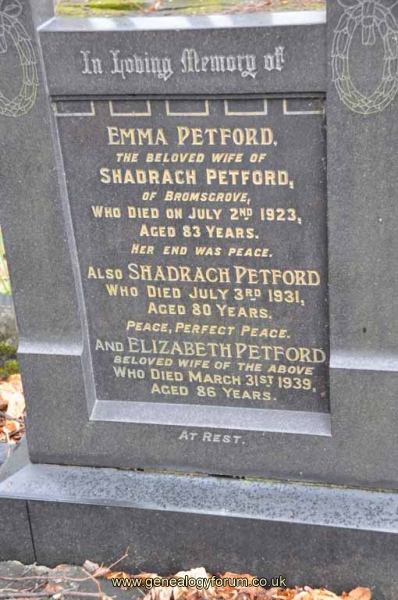 In Loving Memory of
EMMA PETFORD,
THE BELOVED WIFE OF
SHADRACH PETFORD,
OF BROMSGROVE,
WHO DIED ON JULY 2ND 1923,
AGED 83 YEARS.
HER END WAS PEACE.
ALSO SHADRACH PETFORD
WHO DIED JULY 3RD 1931,
AGED 80 YEARS.
PEACE, PERFECT PEACE.
AND ELIZABETH PETFORD
BELOVED WIFE OF THE ABOVE
WHO DIED MARCH 31ST 1939,
AGED 86 YEARS.
AT REST.
www.genealogyforum.co.uk